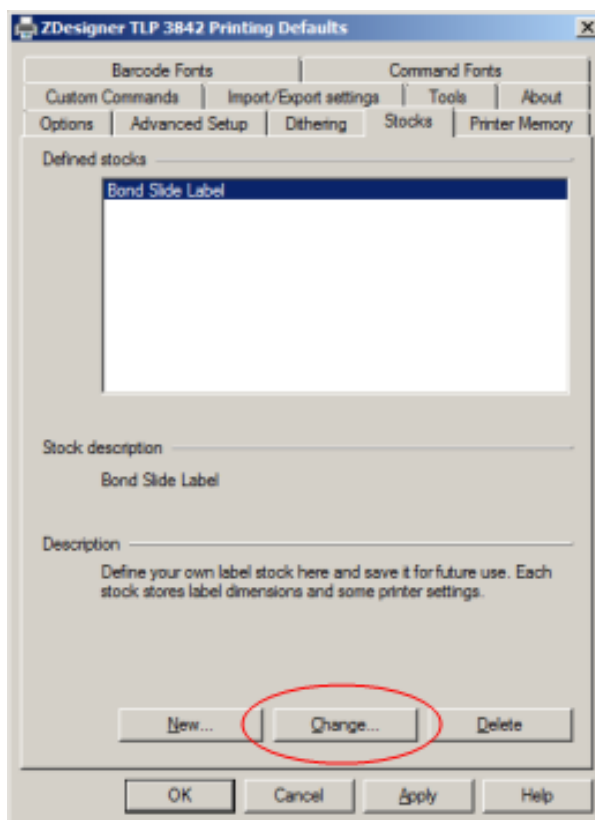 ZDesigner TLP 3842 Printing Defaults
Barcode Fonts Command Fonts
Custom Commands Import/Export settings Tools About
Options Advanced Setup Dithering Stocks Printer Memory
Defined stocks
Bond Slide Label
Stock description
Bond Slide Label
Description
Define your own label stock here and save it for future use. Each
stock stores label dimensions and some printer settings.
New... Change... Delete
OK Cancel Apply Help